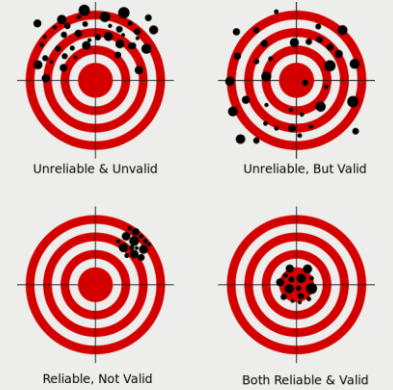 Unreliable & Unvalid
Unreliable, But Valid
Reliable, Not Valid
Both Reliable & Valid